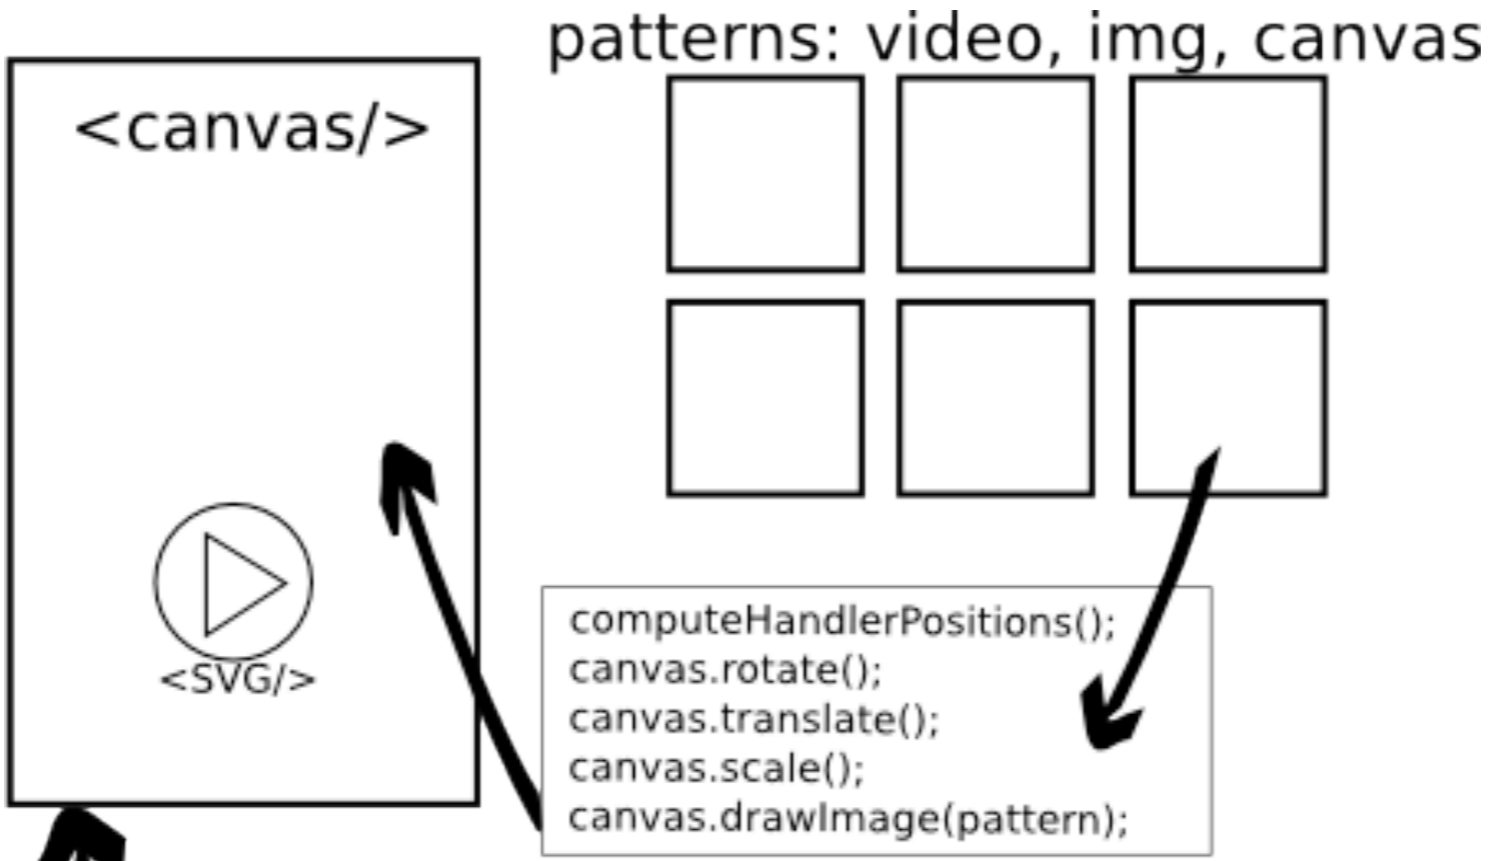 patterns: video, img, canvas
<canvas/>
<SVG/>
computeHandlerPositions();
canvas.rotate();
canvas.translate();
canvas.scale();
canvas.drawImage(pattern);